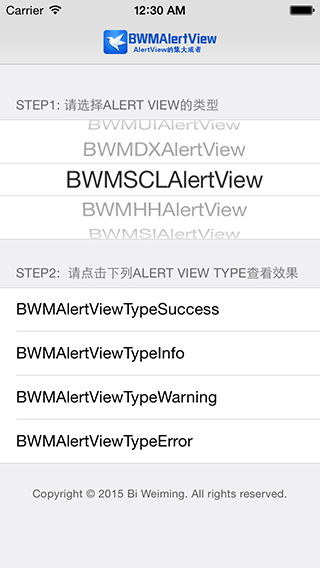 Carrier 12:30 AM
BWMAlertView
AlertView的集大成者
STEP1: 请选择ALERT VIEW的类型
BWMUIAlertView
BWMDXAlertView
BWMSCLAlertView
BWMHHAlertView
BWMSIAlertView
STEP2: 请点击下列ALERT VIEW TYPE查看效果
BWMAlertViewTypeSuccess
BWMAlertViewTypeInfo
BWMAlertViewTypeWarning
BWMAlertViewTypeError
Copyright © 2015 Bi Weiming. All rights reserved.